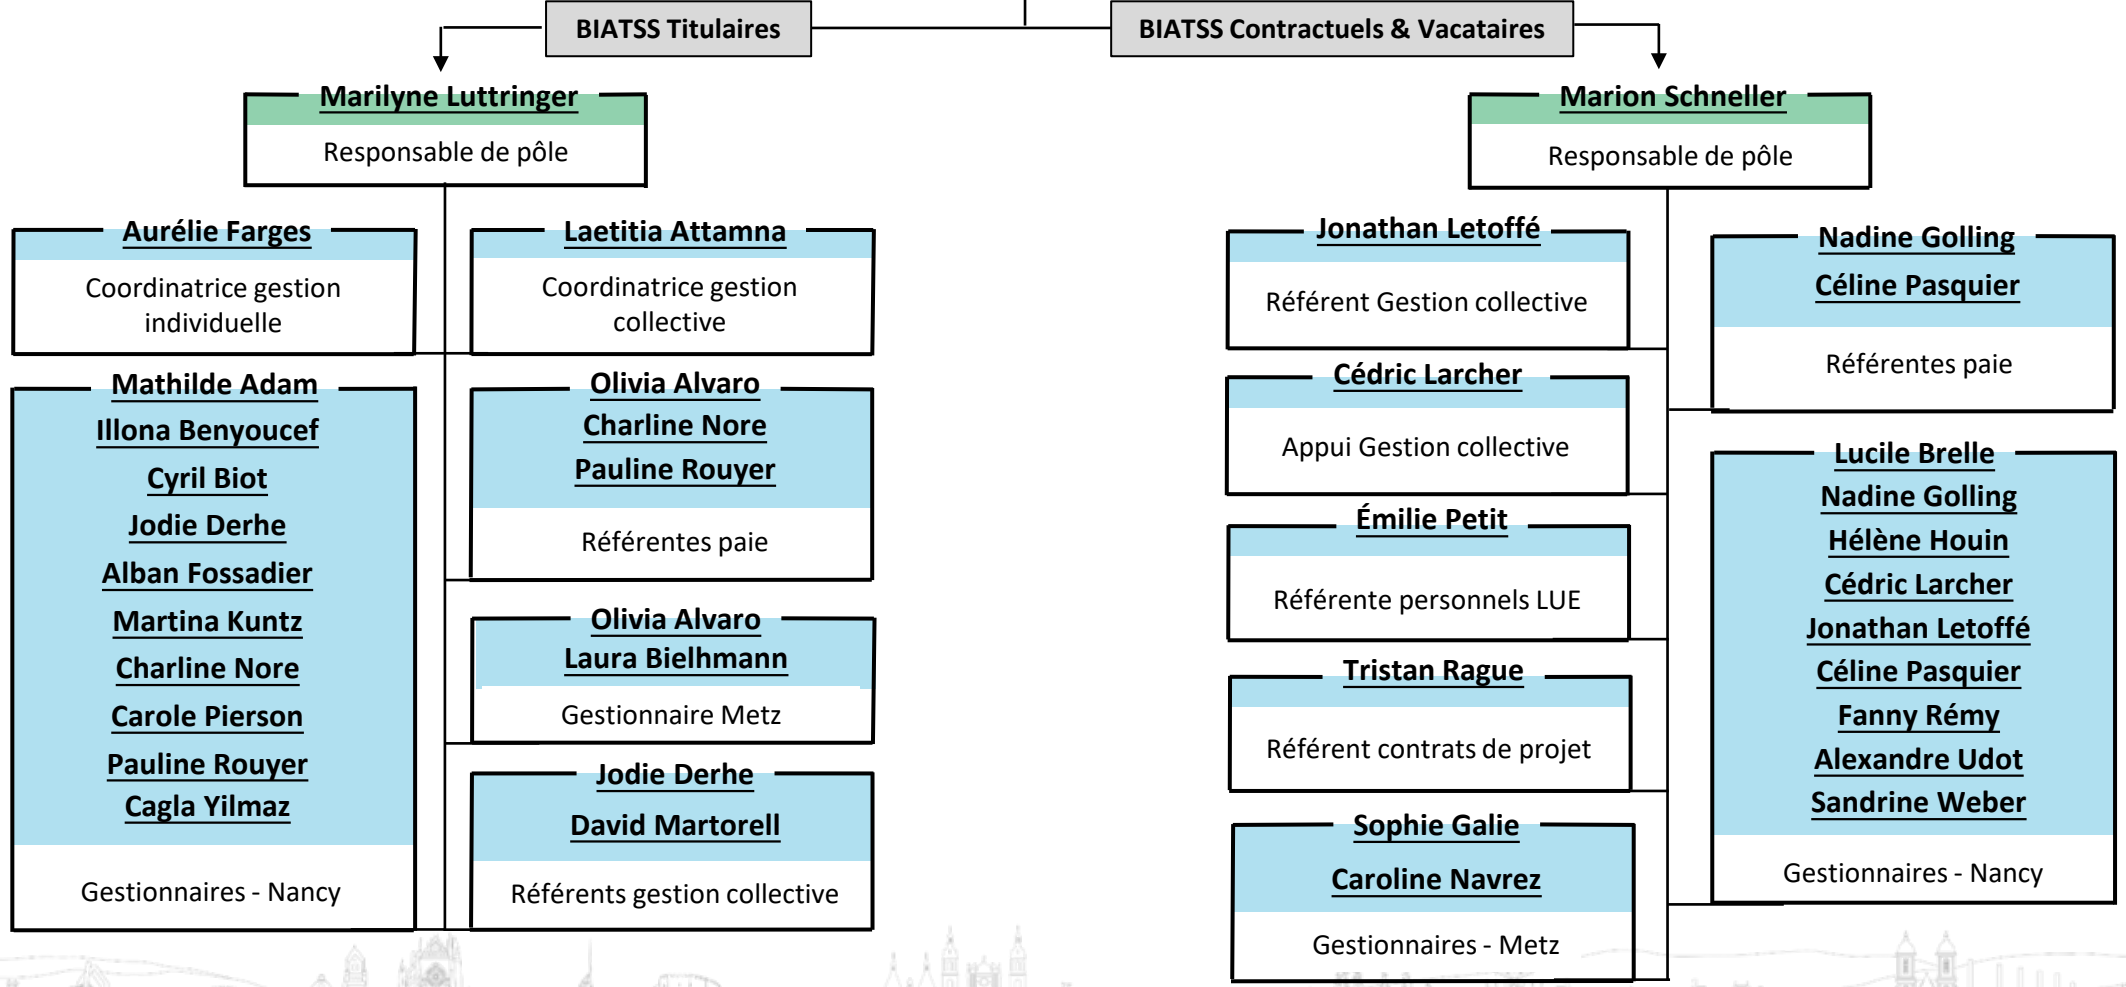 BIATSS Titulaires
BIATSS Contractuels & Vacataires
Marilyne Luttringer
Responsable de pôle
Aurélie Farges
Coordinatrice gestion
individuelle
Laetitia Attamna
Coordinatrice gestion
collective
Mathilde Adam
Illona Benyoucef
Cyril Biot
Jodie Derhe
Alban Fossadier
Martina Kuntz
Charline Nore
Carole Pierson
Pauline Rouyer
Cagla Yilmaz
Gestionnaires - Nancy
Olivia Alvaro
Charline Nore
Pauline Rouyer
Référentes paie
Olivia Alvaro
Laura Bielhmann
Gestionnaire Metz
Jodie Derhe
David Martorell
Référents gestion collective
Marion Schneller
Responsable de pôle
Jonathan Letoffé
Référent Gestion collective
Cédric Larcher
Appui Gestion collective
Émilie Petit
Référente personnels LUE
Tristan Rague
Référent contrats de projet
Sophie Galie
Caroline Navrez
Gestionnaires - Metz
Nadine Golling
Céline Pasquier
Référentes paie
Lucile Brelle
Nadine Golling
Hélène Houin
Cédric Larcher
Jonathan Letoffé
Céline Pasquier
Fanny Rémy
Alexandre Udot
Sandrine Weber
Gestionnaires - Nancy